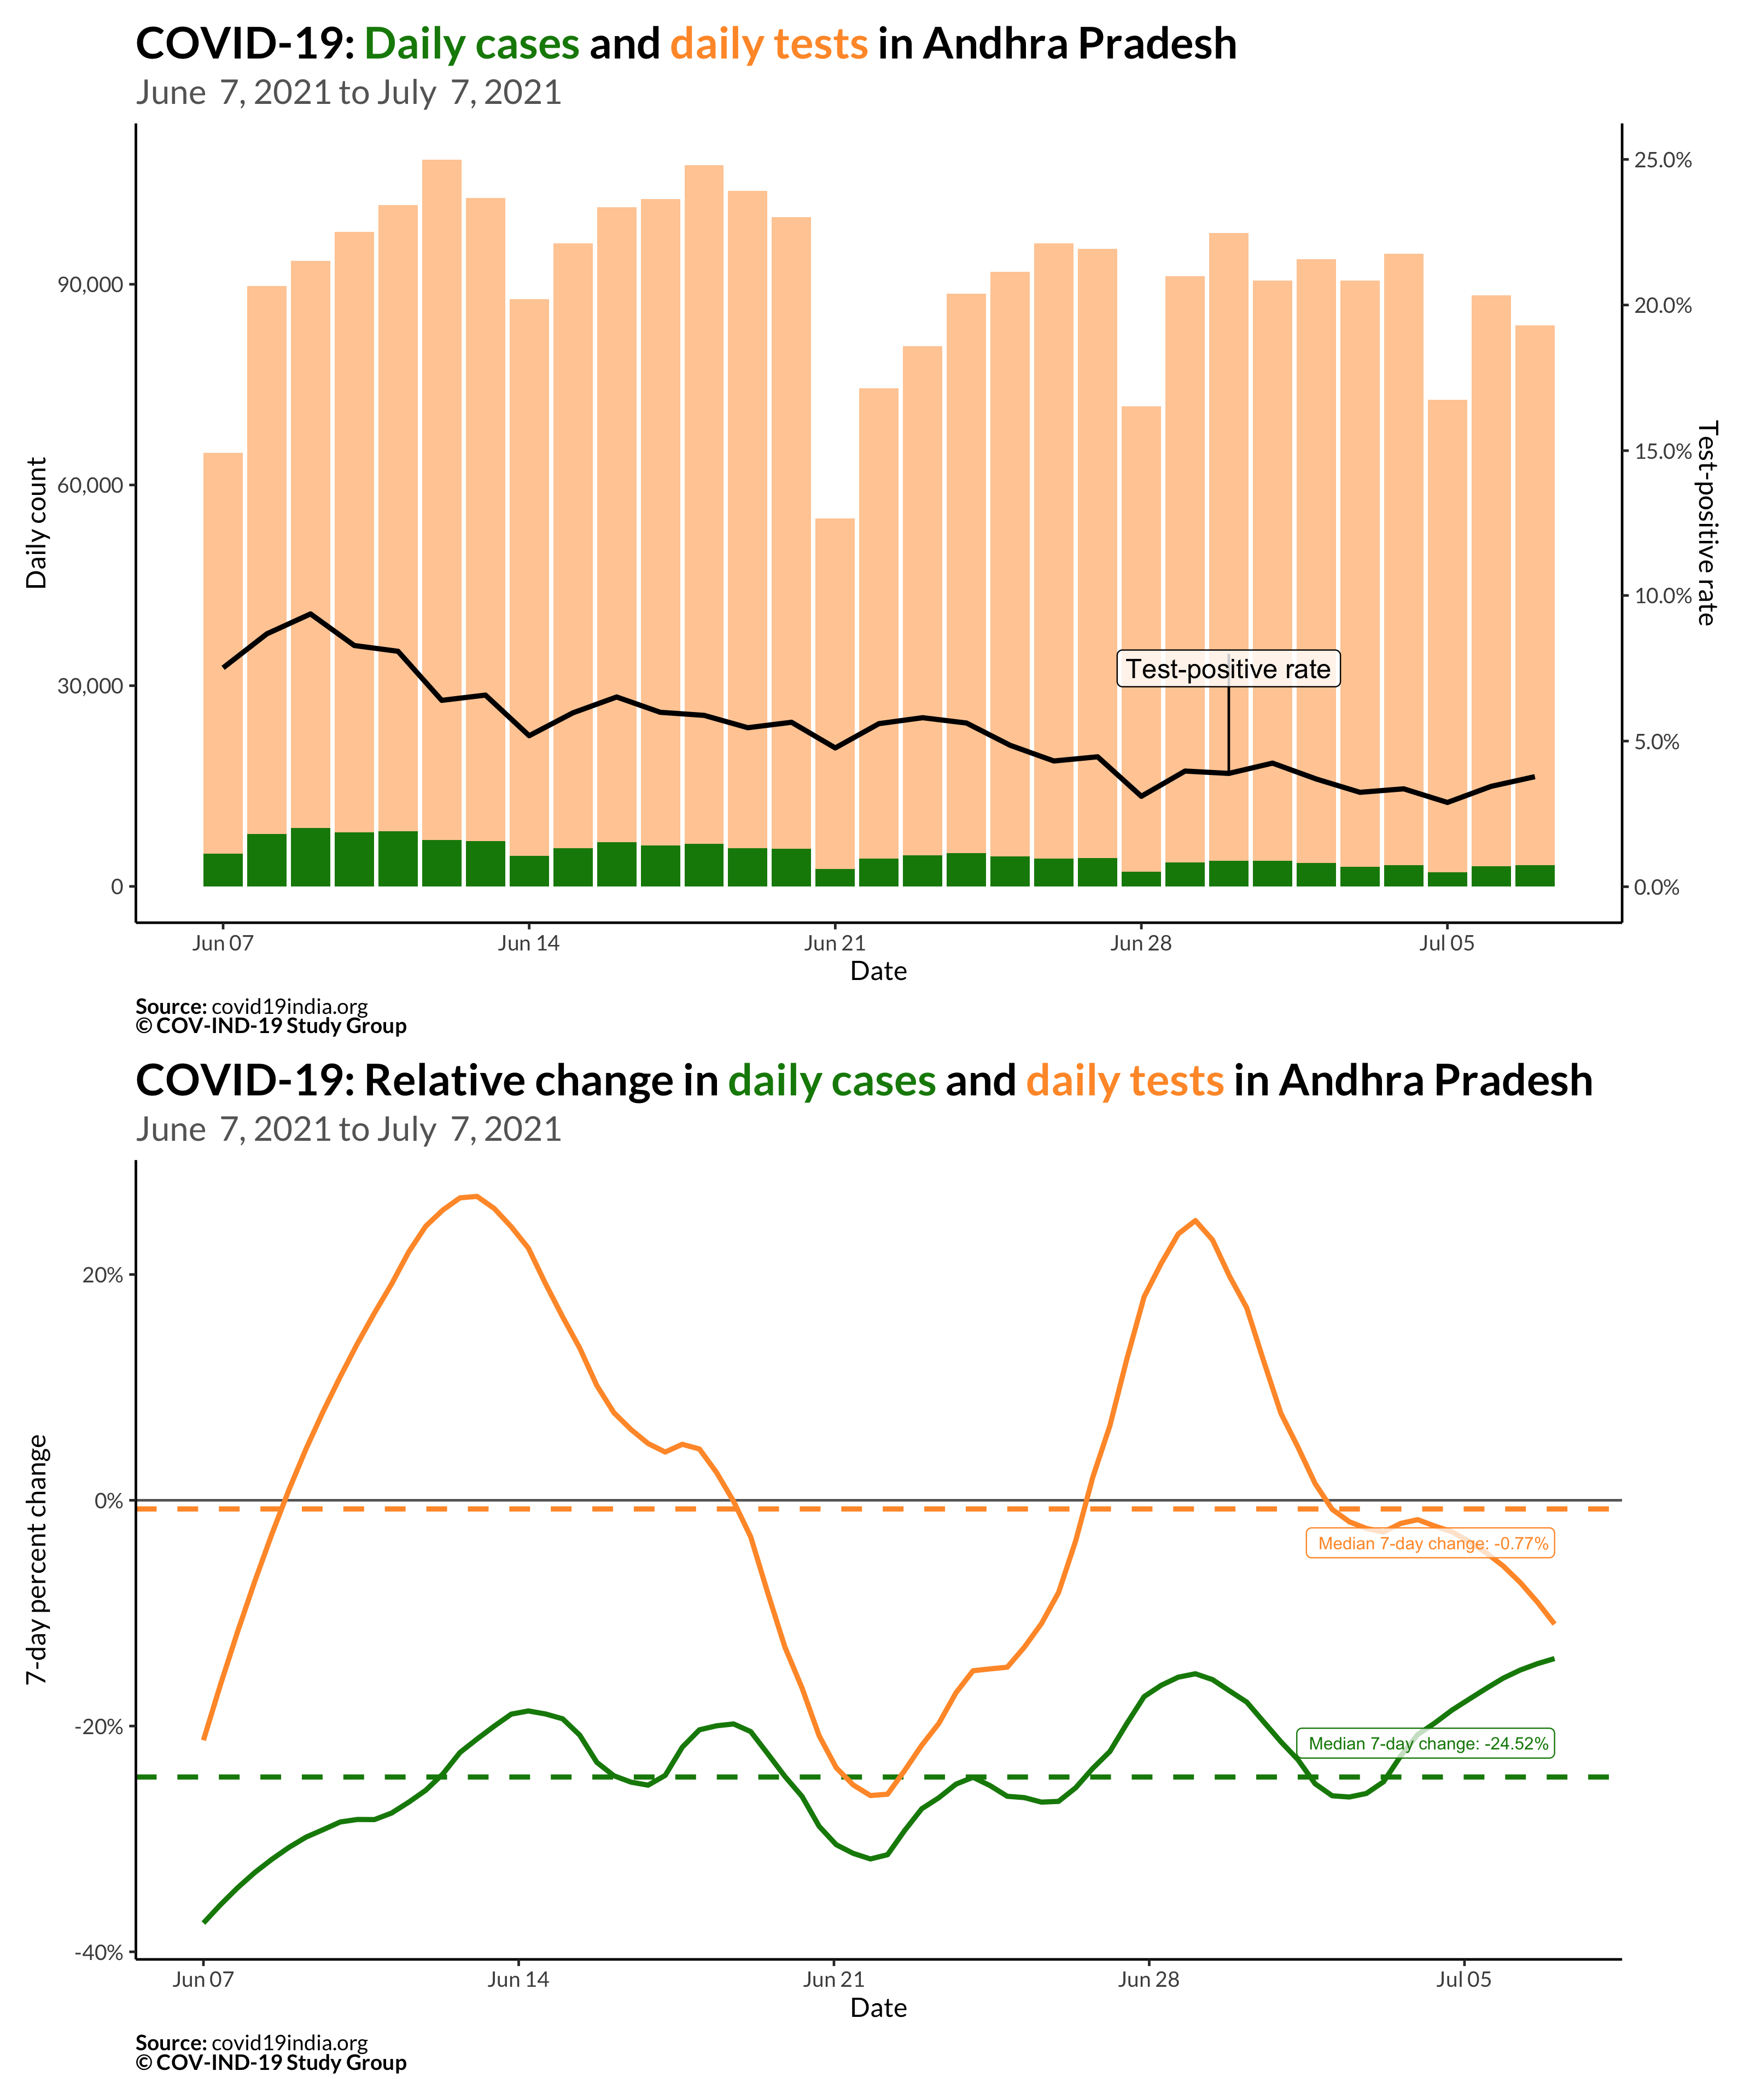 COVID-19: Daily cases and daily tests in Andhra Pradesh
June 7, 2021 to July 7, 2021
Daily count
90,000
60,000
30,000
0
25.0%
20.0%
15.0%
10.0%
5.0%
0.0%
Test-positive rate
Test-positive rate
Jun 07
Jun 14
Jun 21
Jun 28
Jul 05
Date
Source: covid19india.org
© COV-IND-19 Study Group
COVID-19: Relative change in daily cases and daily tests in Andhra Pradesh
June 7, 2021 to July 7, 2021
7-day percent change
20%
0%
-20%
-40%
Median 7-day change: -0.77%
Median 7-day change: -24.52%
Jun 07
Jun 14
Jun 21
Jun 28
Jul 05
Date
Source: covid19india.org
© COV-IND-19 Study Group